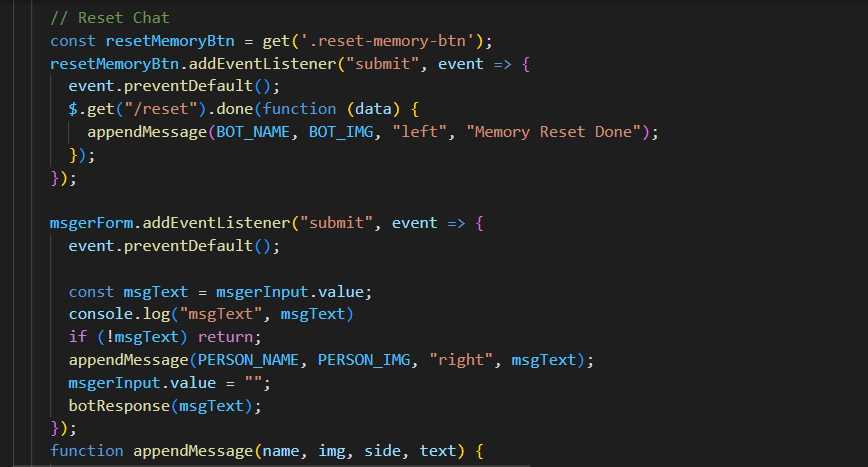 // Reset Chat
const resetMemoryBtn = get('.reset-memory-btn');
resetMemoryBtn.addEventListener("submit", event => {
  event.preventDefault();
  $.get("/reset").done(function (data) {
    appendMessage(BOT_NAME, BOT_IMG, "left", "Memory Reset Done");
  });
});

msgerForm.addEventListener("submit", event => {
  event.preventDefault();

  const msgText = msgerInput.value;
  console.log("msgText", msgText)
  if (!msgText) return;
  appendMessage(PERSON_NAME, PERSON_IMG, "right", msgText);
  msgerInput.value = "";
  botResponse(msgText);
});
function appendMessage(name, img, side, text) {